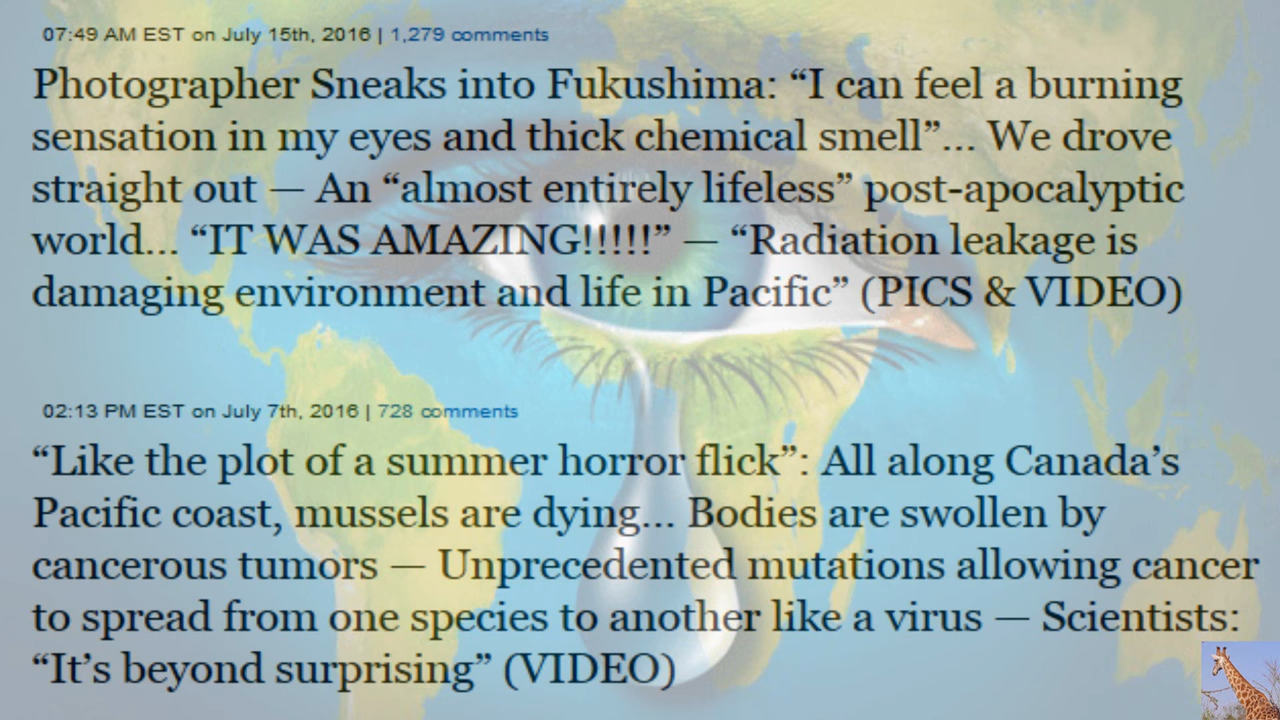 07:49 AM EST on July 15th, 2016 | 1,279 comments
Photographer Sneaks into Fukushima: “I can feel a burning
sensation in my eyes and thick chemical smell”... We drove
straight out — An “almost entirely lifeless” post-apocalyptic
world... “IT WAS AMAZING!!!!!” — “Radiation leakage is
damaging environment and life in Pacific” (PICS & VIDEO)
02:13 PM EST on July 7th, 2016 | 728 comments
“Like the plot of a summer horror flick”: All along Canada’s
Pacific coast, mussels are dying... Bodies are swollen by
cancerous tumors — Unprecedented mutations allowing cancer
to spread from one species to another like a virus — Scientists:
“It’s beyond surprising” (VIDEO)